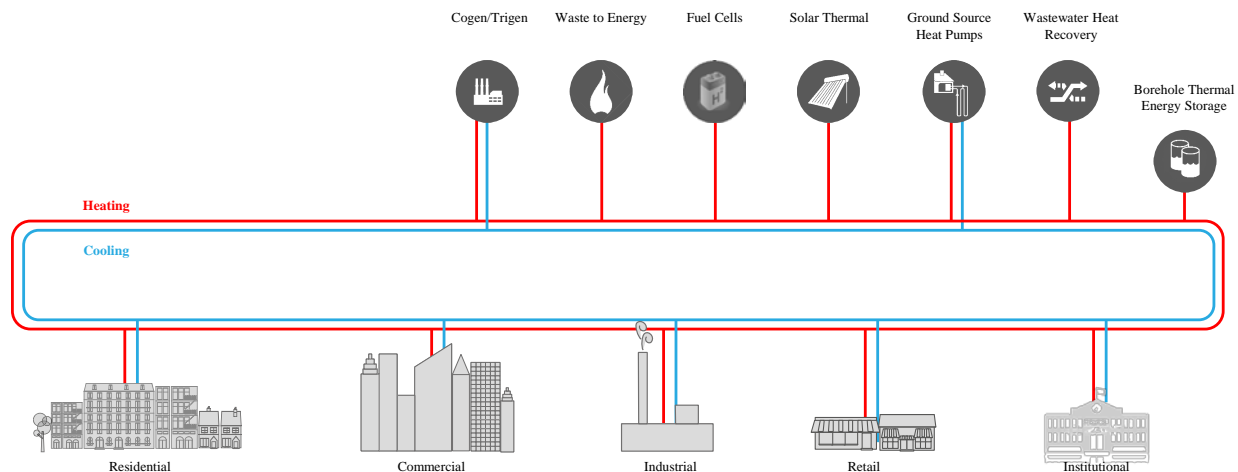 Cogen/Trigen
Waste to Energy
Fuel Cells
Solar Thermal
Ground Source
Heat Pumps
Wastewater Heat
Recovery
Borehole Thermal
Energy Storage
H
Heating
Cooling
Residential
Commercial
Industrial
Retail
Institutional